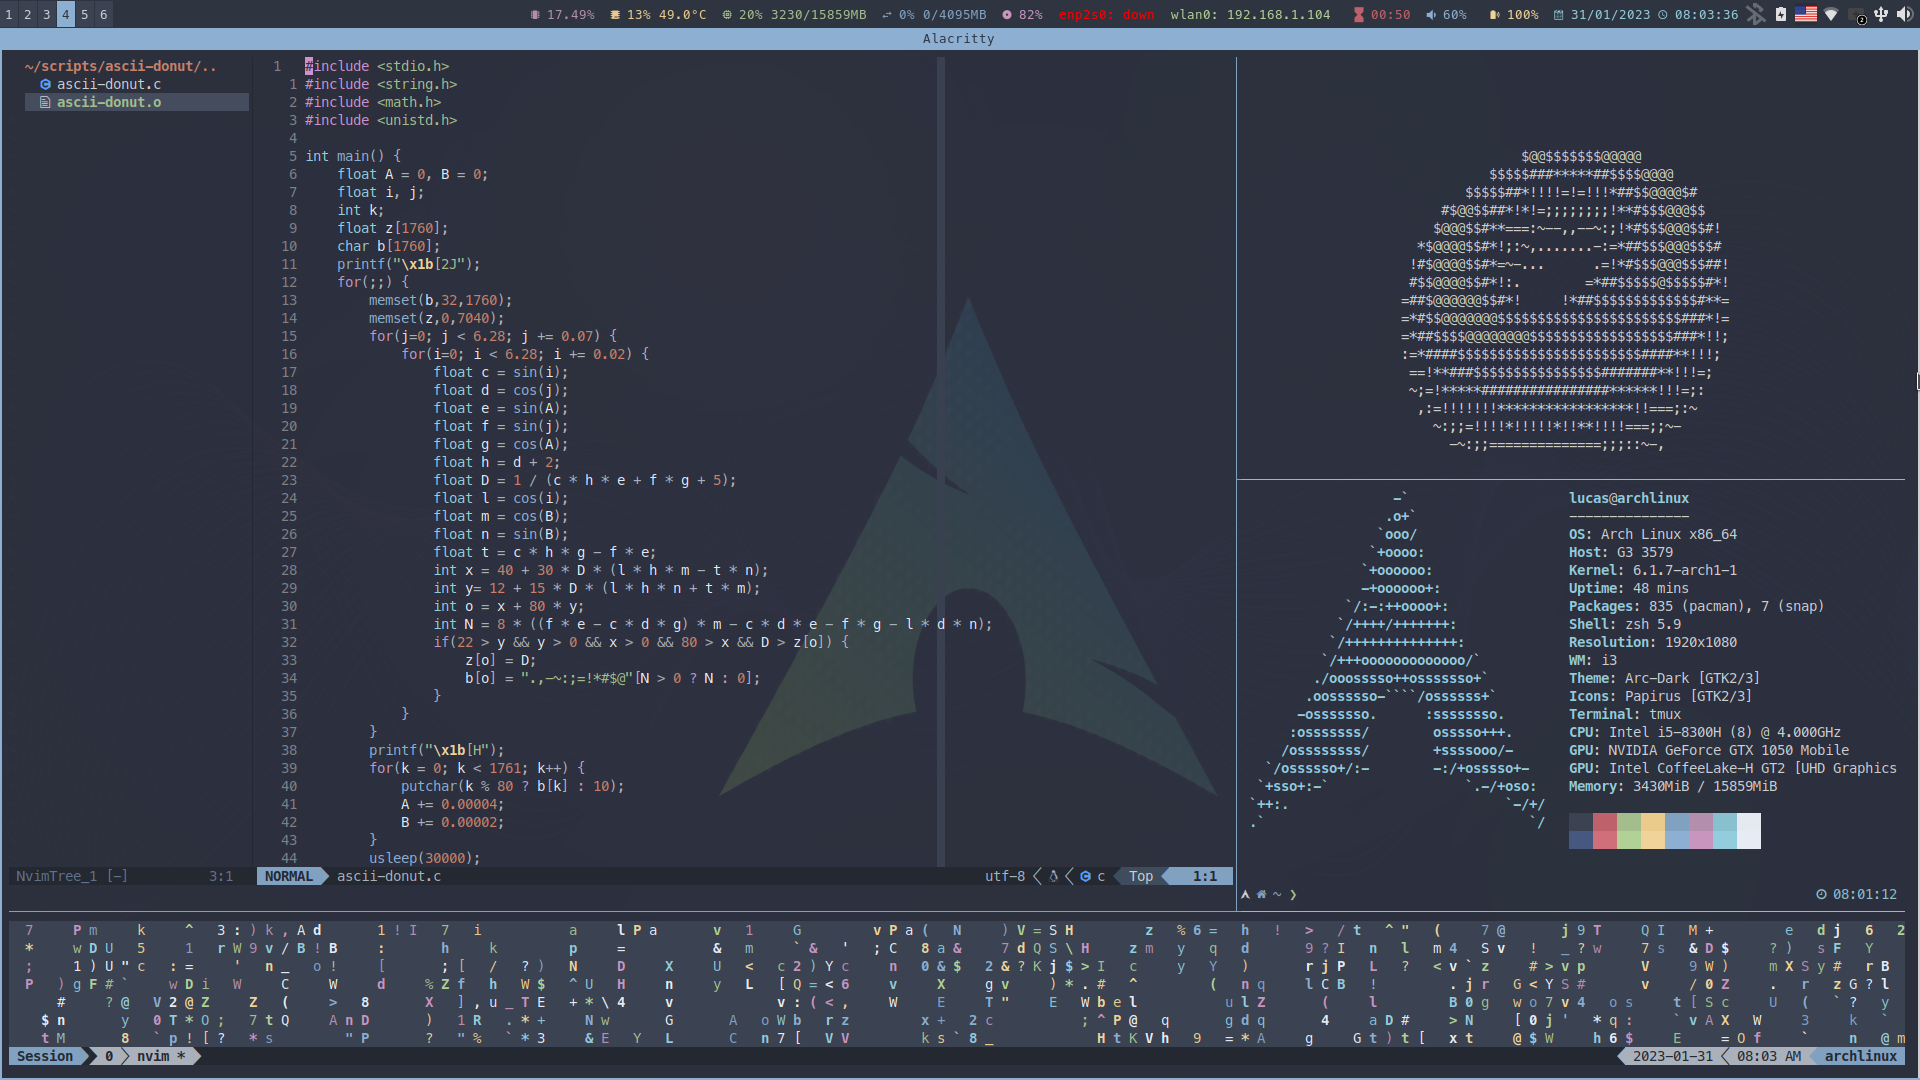 1 2 3 4 5 6
17.49% 13% 49.0°C 20% 3230/15859MB 0% 0/4095MB 82% enp2s0: down wlan0: 192.168.1.104 00:50 60% 100% 31/01/2023 08:03:36
Alacritty
~/scripts/ascii-donut/..
ascii-donut.c
ascii-donut.o
1 #include <stdio.h>
1 #include <string.h>
2 #include <math.h>
3 #include <unistd.h>
4
5 int main() {
6 float A = 0, B = 0;
7 float i, j;
8 int k;
9 float z[1760];
10 char b[1760];
11 printf("\x1b[2J");
12 for(;;) {
13 memset(b,32,1760);
14 memset(z,0,7040);
15 for(j=0; j < 6.28; j += 0.07) {
16 for(i=0; i < 6.28; i += 0.02) {
17 float c = sin(i);
18 float d = cos(j);
19 float e = sin(A);
20 float f = sin(j);
21 float g = cos(A);
22 float h = d + 2;
23 float D = 1 / (c * h * e + f * g + 5);
24 float l = cos(i);
25 float m = cos(B);
26 float n = sin(B);
27 float t = c * h * g - f * e;
28 int x = 40 + 30 * D * (l * h * m - t * n);
29 int y= 12 + 15 * D * (l * h * n + t * m);
30 int o = x + 80 * y;
31 int N = 8 * ((f * e - c * d * g) * m - c * d * e - f * g - l * d * n);
32 if(22 > y && y > 0 && x > 0 && 80 > x && D > z[o]) {
33 z[o] = D;
34 b[o] = ".,-~:;=!*#$@"[N > 0 ? N : 0];
35 }
36 }
37 }
38 printf("\x1b[H");
39 for(k = 0; k < 1761; k++) {
40 putchar(k % 80 ? b[k] : 10);
41 A += 0.00004;
42 B += 0.00002;
43 }
44 usleep(30000);
NvimTree_1 [-] 3:1
NORMAL ascii-donut.c utf-8 c Top 1:1
lucas@archlinux
---------------
OS: Arch Linux x86_64
Host: G3 3579
Kernel: 6.1.7-arch1-1
Uptime: 48 mins
Packages: 835 (pacman), 7 (snap)
Shell: zsh 5.9
Resolution: 1920x1080
WM: i3
Theme: Arc-Dark [GTK2/3]
Icons: Papirus [GTK2/3]
Terminal: tmux
CPU: Intel i5-8300H (8) @ 4.000GHz
GPU: NVIDIA GeForce GTX 1050 Mobile
GPU: Intel CoffeeLake-H GT2 [UHD Graphics
Memory: 3430MiB / 15859MiB
~ ❯ 08:01:12
Session 0 nvim * 2023-01-31 08:03 AM archlinux